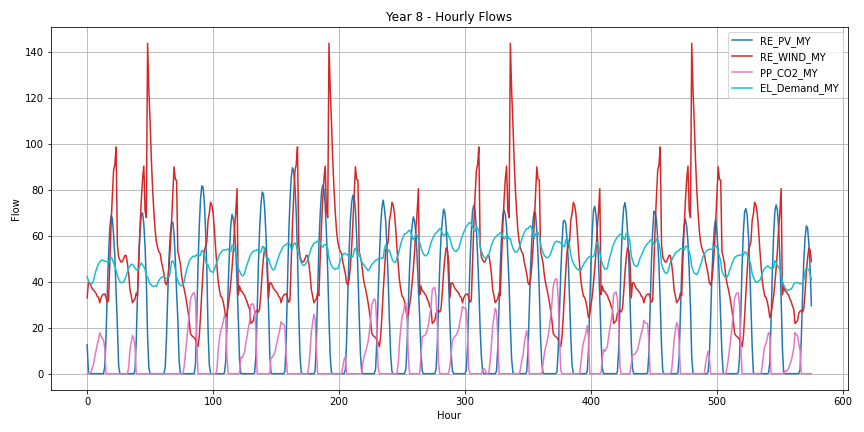 Year 8 - Hourly Flows
RE_PV_MY
RE_WIND_MY
PP_CO2_MY
EL_Demand_MY
Flow
140
120
100
80
60
40
20
0
0 100 200 300 400 500 600
Hour